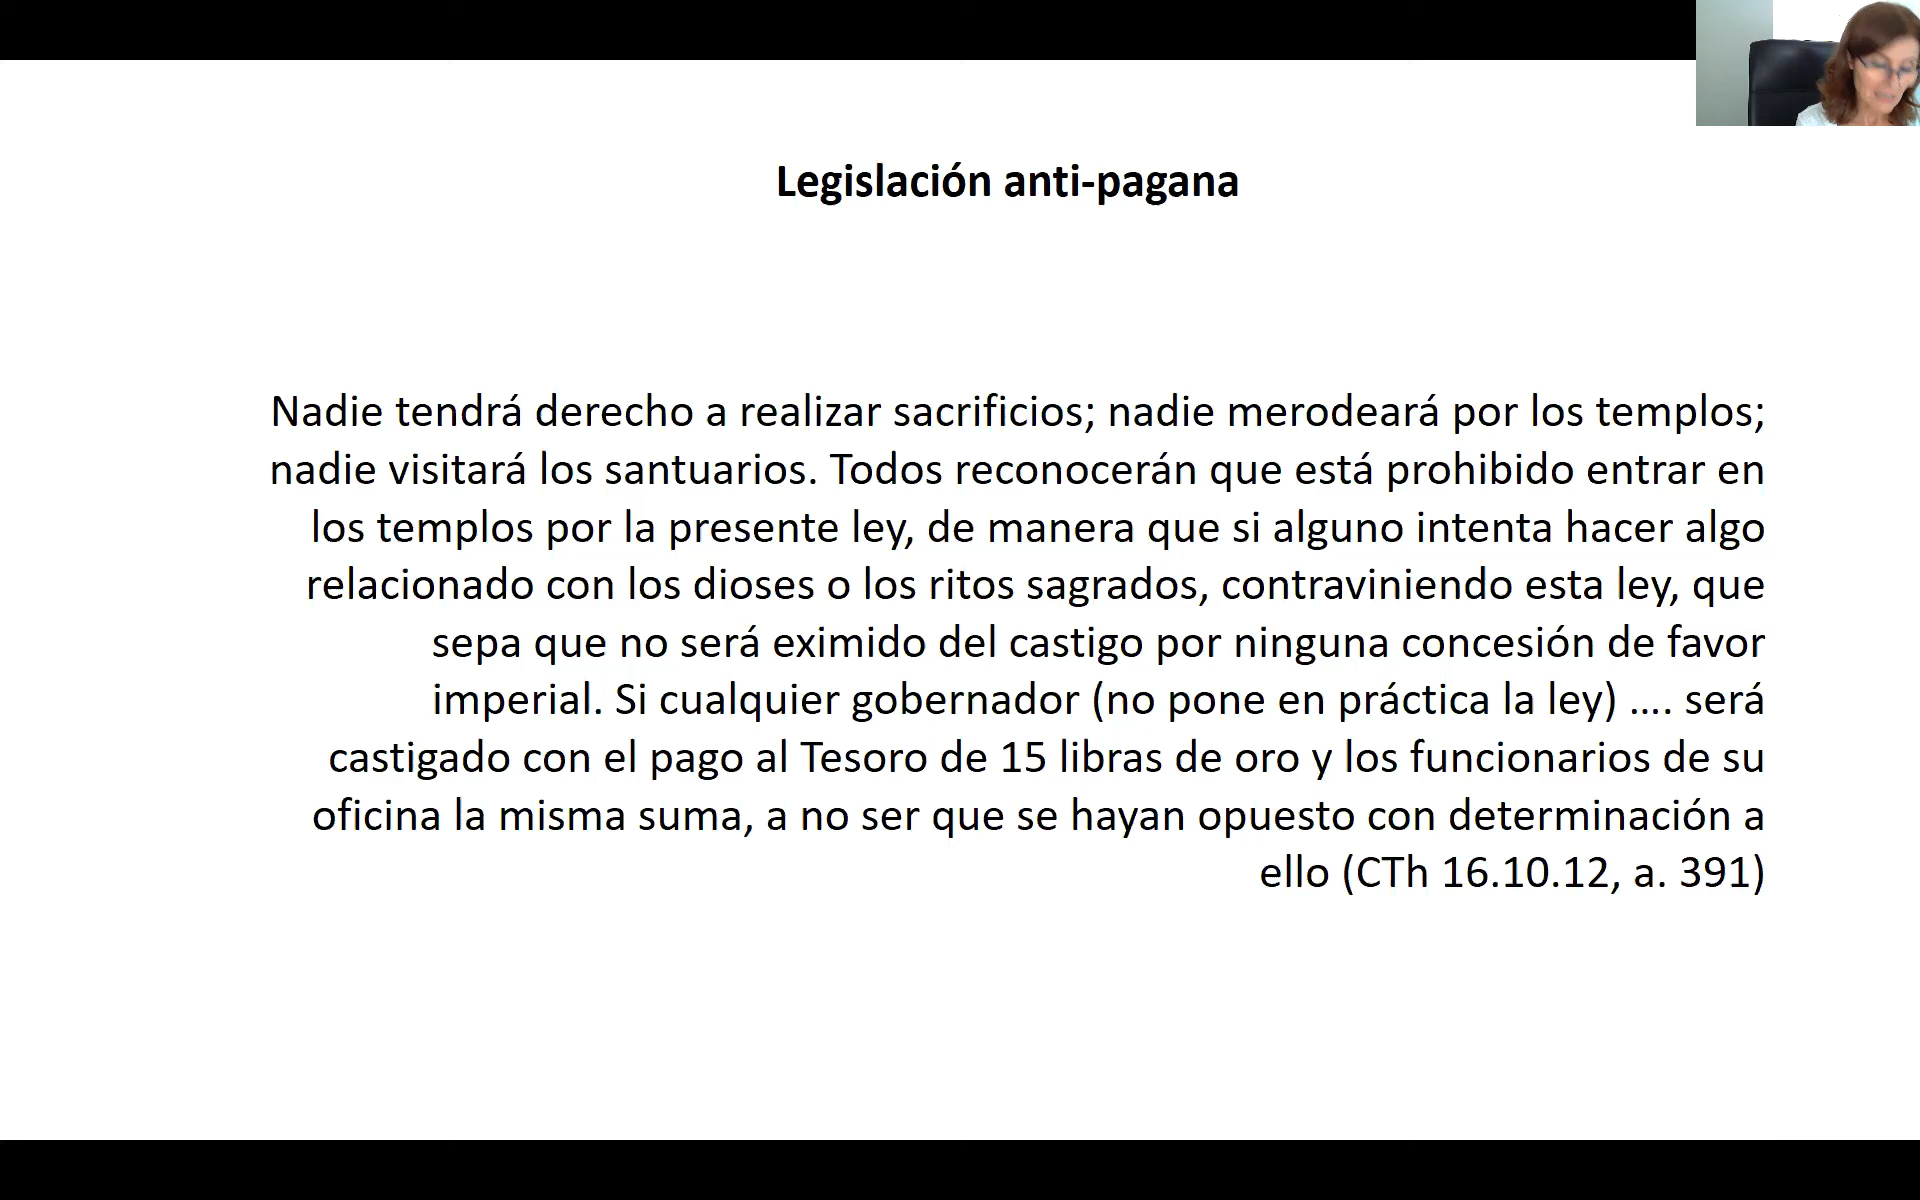 Legislación anti-pagana
Nadie tendrá derecho a realizar sacrificios; nadie merodeará por los templos;
nadie visitará los santuarios. Todos reconocerán que está prohibido entrar en
los templos por la presente ley, de manera que si alguno intenta hacer algo
relacionado con los dioses o los ritos sagrados, contraviniendo esta ley, que
sepa que no será eximido del castigo por ninguna concesión de favor
imperial. Si cualquier gobernador (no pone en práctica la ley) .... será
castigado con el pago al Tesoro de 15 libras de oro y los funcionarios de su
oficina la misma suma, a no ser que se hayan opuesto con determinación a
ello (CTh 16.10.12, a. 391)